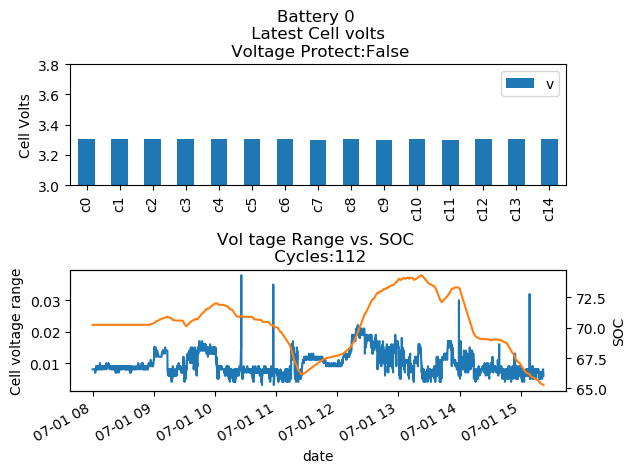 Battery 0
Latest Cell volts
Voltage Protect:False
3.8
3.6
3.4
3.2
3.0
Cell Volts
v
c0 c1 c2 c3 c4 c5 c6 c7 c8 c9 c10 c11 c12 c13 c14
Vol tage Range vs. SOC
Cycles:112
Cell voltage range
0.03
0.02
0.01
72.5
70.0
67.5
65.0
SOC
07-01 08 07-01 09 07-01 10 07-01 11 07-01 12 07-01 13 07-01 14 07-01 15
date